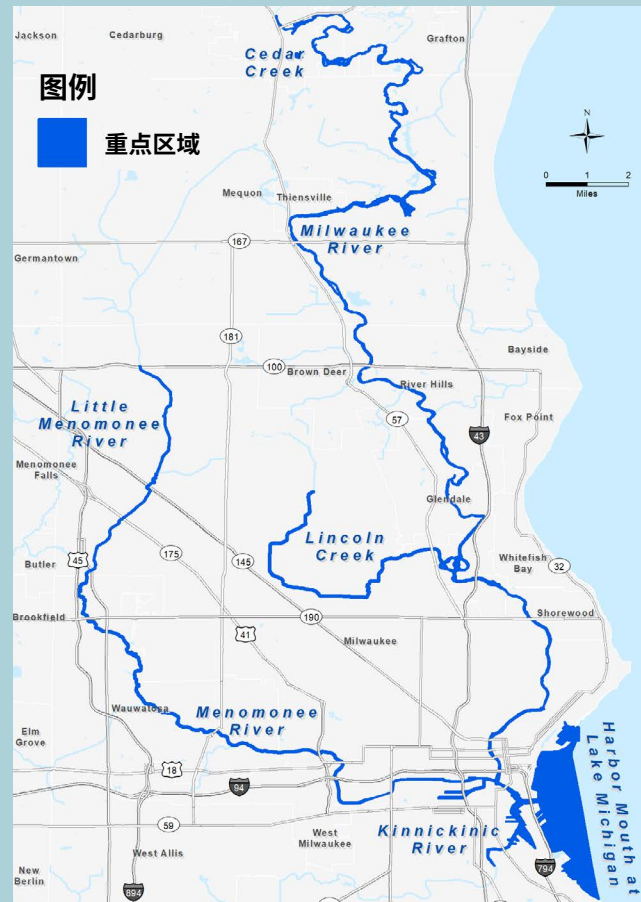 Jackson
Cedarburg
Grafton
Cedar
Creek
图例
重点区域
N
0 1 2
Miles
Mequon
Thiensville
Milwaukee
River
167
Germantown
181
Bayside
100
Brown Deer
River Hills
Little
Menomonee
River
57
Fox Point
43
Menomonee
Falls
Glendale
Lincoln
Creek
Whitefish
Bay
175
145
45
32
Butler
Brookfield
190
Shorewood
41
Milwaukee
Wauwatosa
Menomonee
River
Elm
Grove
18
94
Harbor Mouth at
Lake Michigan
59
West
Milwaukee
Kinnickinic
River
West Allis
New
Berlin
894
794